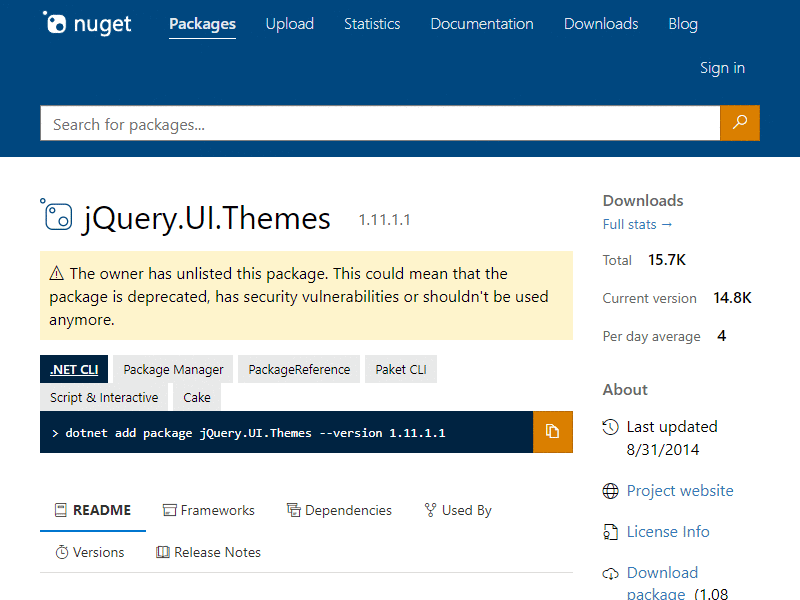 nuget
Packages
Upload
Statistics
Documentation
Downloads
Blog
Sign in
Search for packages...
jQuery.UI.Themes 1.11.1.1
The owner has unlisted this package. This could mean that the
package is deprecated, has security vulnerabilities or shouldn't be used
anymore.
.NET CLI
Package Manager
PackageReference
Paket CLI
Script & Interactive
Cake
> dotnet add package jQuery.UI.Themes --version 1.11.1.1
README
Frameworks
Dependencies
Used By
Versions
Release Notes
Downloads
Full stats →
Total 15.7K
Current version 14.8K
Per day average 4
About
Last updated
8/31/2014
Project website
License Info
Download
package (1.08